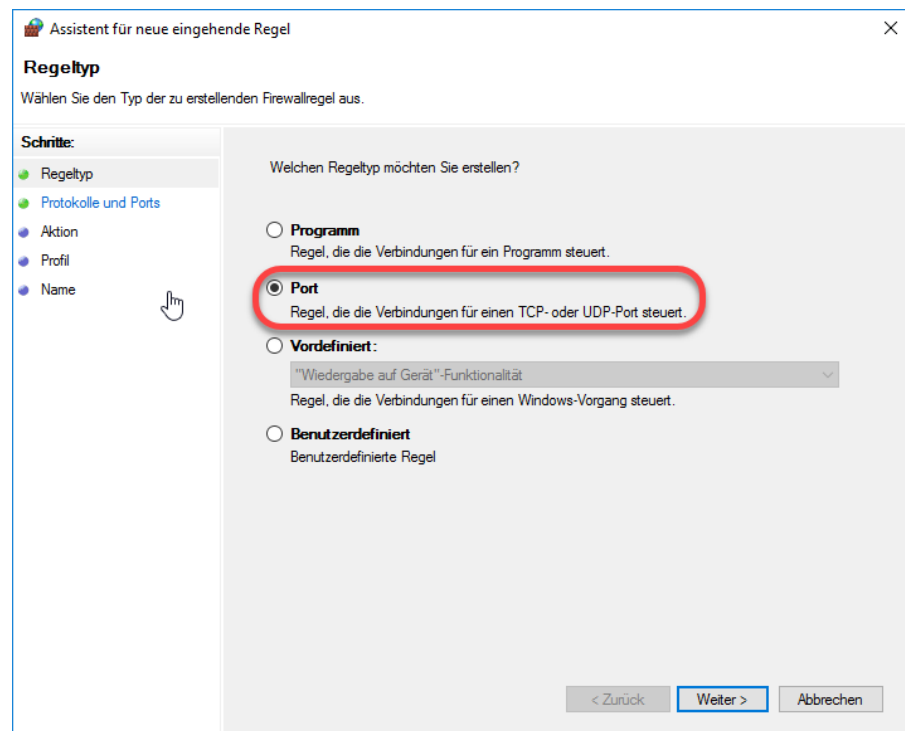 Assistent für neue eingehende Regel
Regeltyp
Wählen Sie den Typ der zu erstellenden Firewallregel aus.
Schritte:
Regeltyp
Protokolle und Ports
Aktion
Profil
Name
Welchen Regeltyp möchten Sie erstellen?
Programm
Regel, die die Verbindungen für ein Programm steuert.
Port
Regel, die die Verbindungen für einen TCP- oder UDP-Port steuert.
Vordefiniert:
"Wiedergabe auf Gerät"-Funktionalität
Regel, die die Verbindungen für einen Windows-Vorgang steuert.
Benutzerdefiniert
Benutzerdefinierte Regel
< Zurück Weiter > Abbrechen